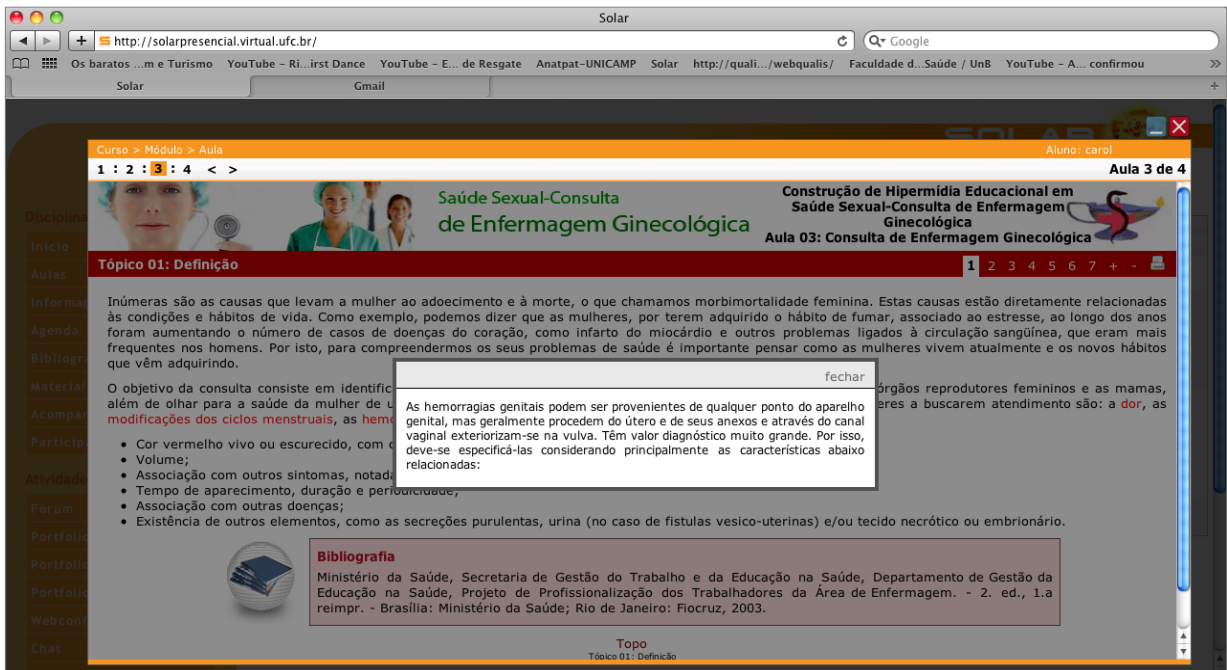 Solar
http://solarpresencial.virtual.ufc.br/
Google
Os baratos ...m e Turismo YouTube - Ri...irst Dance YouTube - E... de Resgate Anatpat-UNICAMP Solar http://quali.../webqualis/ Faculdade d...Saúde / UnB YouTube - A... confirmou
Solar Gmail
Curso > Módulo > Aula Aluno: carol
1 : 2 : 3 : 4 < > Aula 3 de 4
Saúde Sexual-Consulta
de Enfermagem Ginecológica
Construção de Hipermídia Educacional em
Saúde Sexual-Consulta de Enfermagem
Ginecológica
Aula 03: Consulta de Enfermagem Ginecológica
Tópico 01: Definição 1 2 3 4 5 6 7 + -
Inúmeras são as causas que levam a mulher ao adoecimento e à morte, o que chamamos morbimortalidade feminina. Estas causas estão diretamente relacionadas
às condições e hábitos de vida. Como exemplo, podemos dizer que as mulheres, por terem adquirido o hábito de fumar, associado ao estresse, ao longo dos anos
foram aumentando o número de casos de doenças do coração, como infarto do miocárdio e outros problemas ligados à circulação sangüínea, que eram mais
frequentes nos homens. Por isto, para compreendermos os seus problemas de saúde é importante pensar como as mulheres vivem atualmente e os novos hábitos
que vêm adquirindo.
O objetivo da consulta consiste em identific órgãos reprodutores femininos e as mamas,
além de olhar para a saúde da mulher de u eres a buscarem atendimento são: a dor, as
modificações dos ciclos menstruais, as hemo
fechar
As hemorragias genitais podem ser provenientes de qualquer ponto do aparelho
genital, mas geralmente procedem do útero e de seus anexos e através do canal
vaginal exteriorizam-se na vulva. Têm valor diagnóstico muito grande. Por isso,
deve-se especificá-las considerando principalmente as características abaixo
relacionadas:
• Cor vermelho vivo ou escurecido, com
• Volume;
• Associação com outros sintomas, notada
• Tempo de aparecimento, duração e periodicidade;
• Associação com outras doenças;
• Existência de outros elementos, como as secreções purulentas, urina (no caso de fistulas vesico-uterinas) e/ou tecido necrótico ou embrionário.
Bibliografia
Ministério da Saúde, Secretaria de Gestão do Trabalho e da Educação na Saúde, Departamento de Gestão da
Educação na Saúde, Projeto de Profissionalização dos Trabalhadores da Área de Enfermagem. - 2. ed., 1.a
reimpr. - Brasília: Ministério da Saúde; Rio de Janeiro: Fiocruz, 2003.
Topo
Tópico 01: Definição
Disciplina
Inicio
Aulas
Informa
Agenda
Bibliogra
Material
Acompan
Particip
Atividade
Fórum
Portfolio
Portfolio
Portfolio
Webconf
Chat